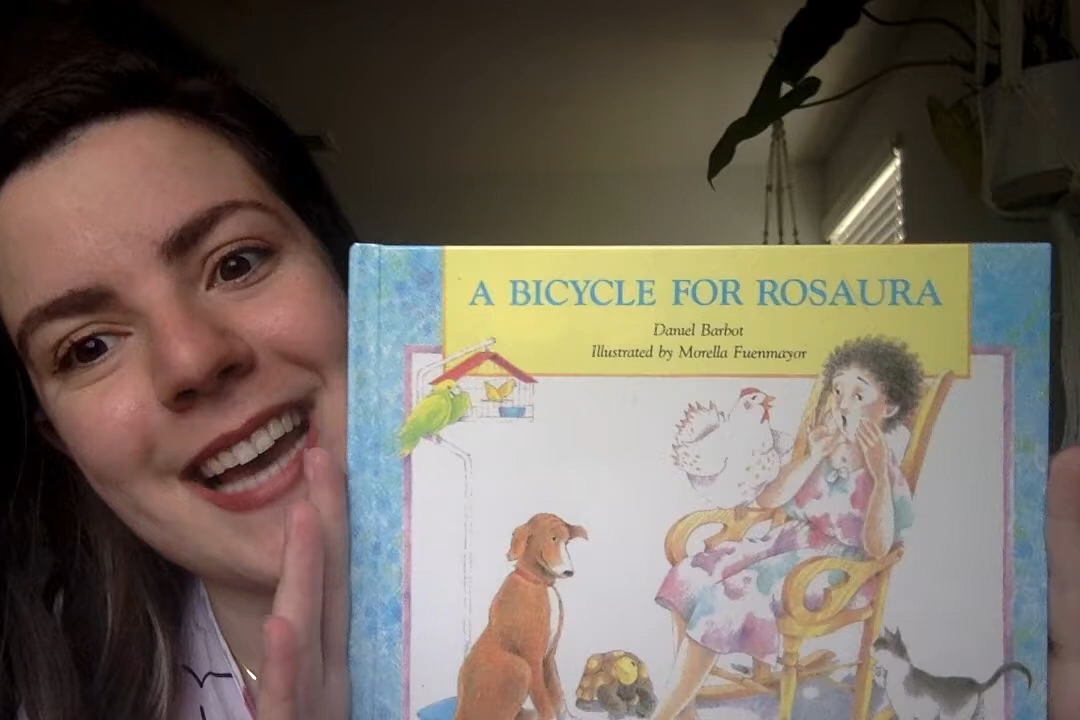 A BICYCLE FOR ROSAURA
Daniel Barbot
Illustrated by Morella Fuenmayor